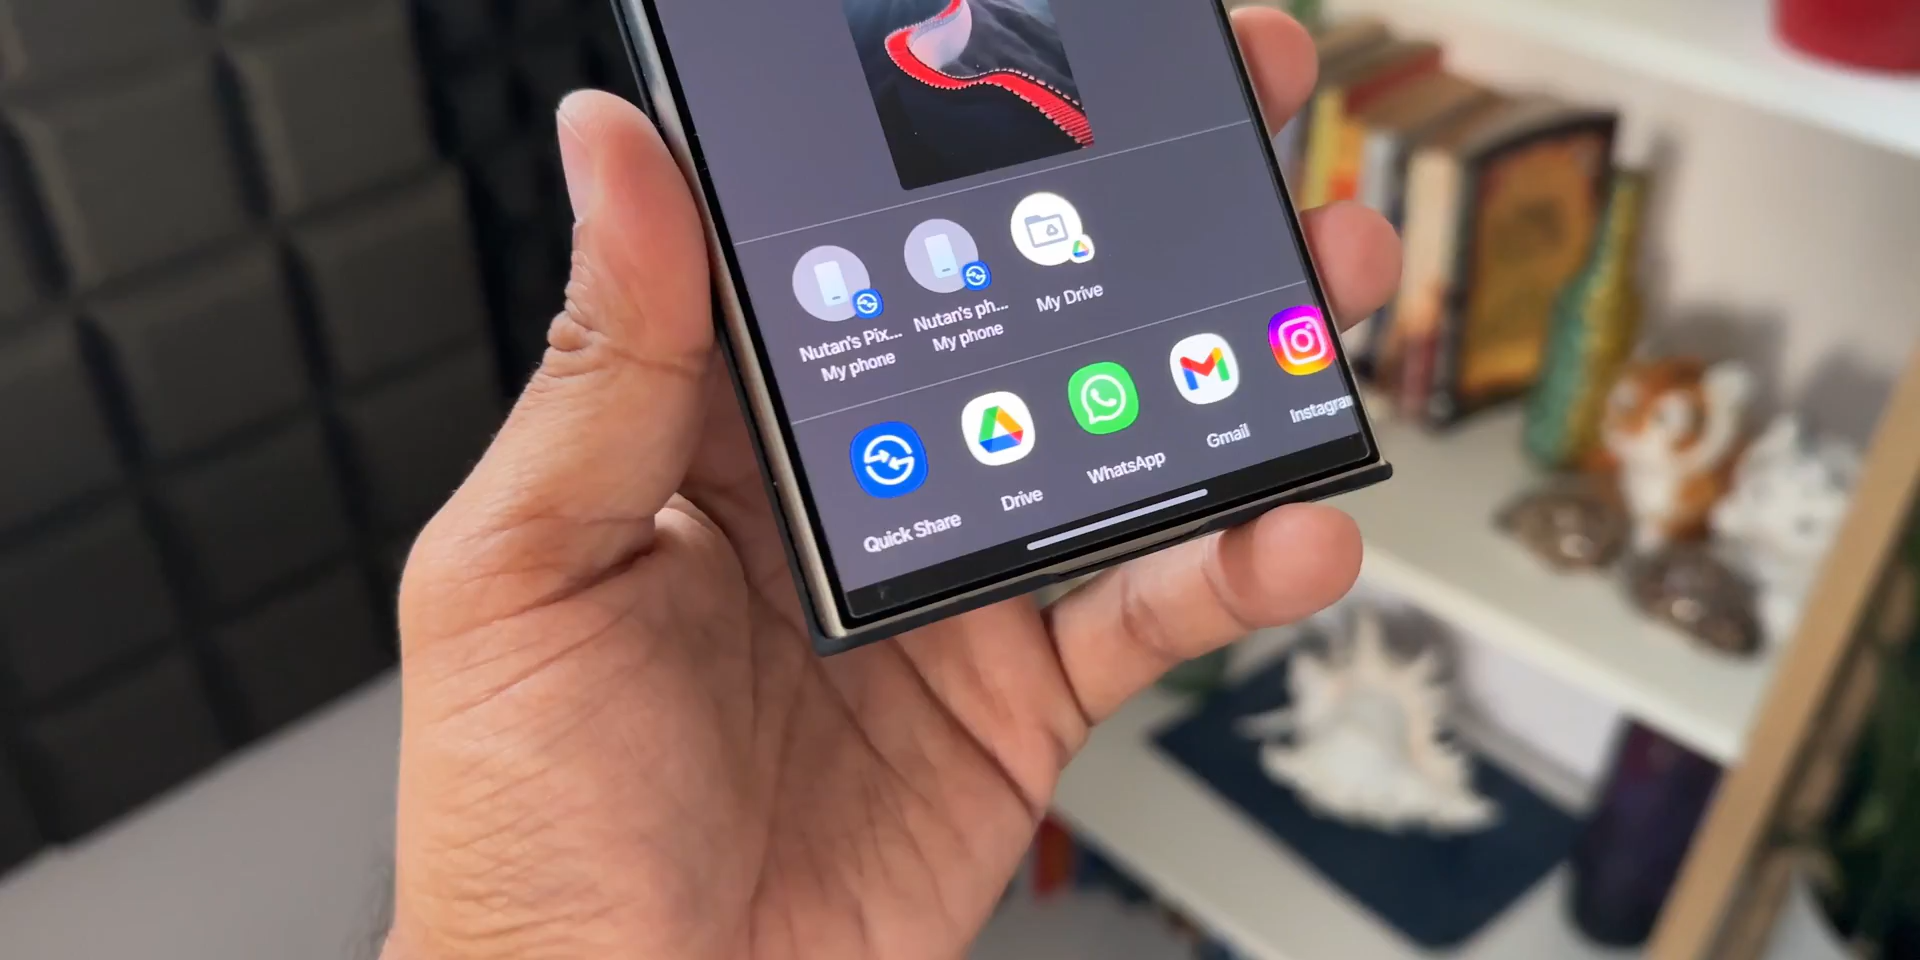 Nutan's Pix...
My phone
Nutan's ph...
My phone
My Drive
Quick Share
Drive
WhatsApp
Gmail
Instagra